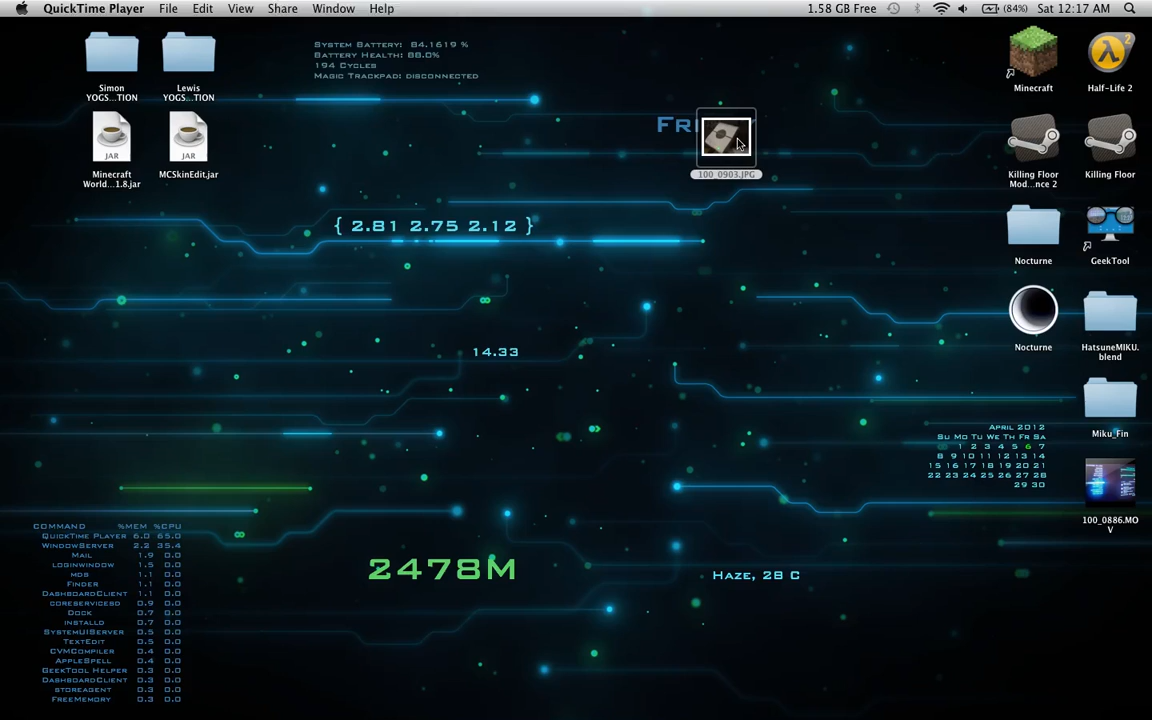 QuickTime Player File Edit View Share Window Help 1.58 GB Free (84%) Sat 12:17 AM
System Battery: 84.1619 %
Battery Health: 88.0%
194 Cycles
Magic Trackpad: disconnected
Simon YOGS...TION
Lewis YOGS...TION
Minecraft World...1.8.jar
JAR
MCSkinEdit.jar
JAR
Fri
100_0903.JPG
{ 2.81 2.75 2.12 }
14.33
Minecraft
Half-Life 2
2
Killing Floor Mod...nce 2
Killing Floor
Nocturne
GeekTool
Nocturne
HatsuneMIKU.blend
Miku_Fin
100_0886.MOV
April 2012
Su Mo Tu We Th Fr Sa
1 2 3 4 5 6 7
8 9 10 11 12 13 14
15 16 17 18 19 20 21
22 23 24 25 26 27 28
29 30
COMMAND %MEM %CPU
QuickTime Player 6.0 65.0
WindowServer 2.2 35.4
Mail 1.9 0.0
loginwindow 1.5 0.0
mds 1.1 0.0
Finder 1.1 0.0
DashboardClient 1.1 0.0
coreservicesd 0.9 0.0
Dock 0.7 0.0
installd 0.7 0.0
SystemUIServer 0.5 0.0
TextEdit 0.5 0.0
CVMCompiler 0.4 0.0
AppleSpell 0.4 0.0
GeekTool Helper 0.3 0.0
DashboardClient 0.3 0.0
storeagent 0.3 0.0
FreeMemory 0.3 0.0
2478M
Haze, 28 C